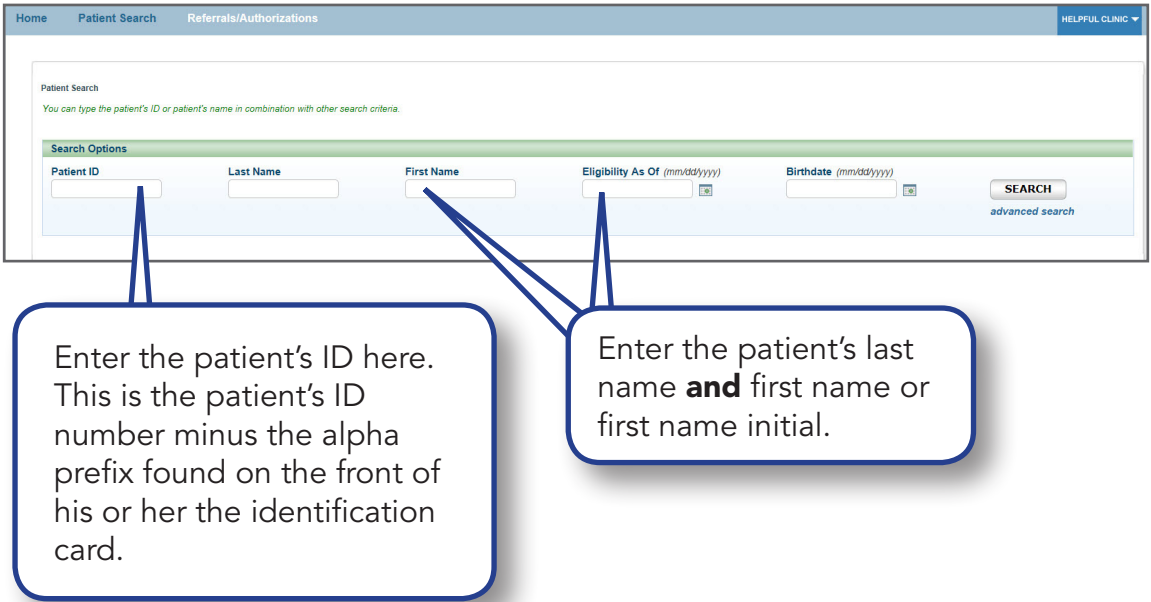 Home Patient Search Referrals/Authorizations HELPFUL CLINIC
Patient Search
You can type the patient's ID or patient's name in combination with other search criteria.
Search Options
Patient ID Last Name First Name Eligibility As Of (mm/dd/yyyy) Birthdate (mm/dd/yyyy)
SEARCH
advanced search
Enter the patient’s ID here.
This is the patient’s ID
number minus the alpha
prefix found on the front of
his or her the identification
card.
Enter the patient’s last
name and first name or
first name initial.